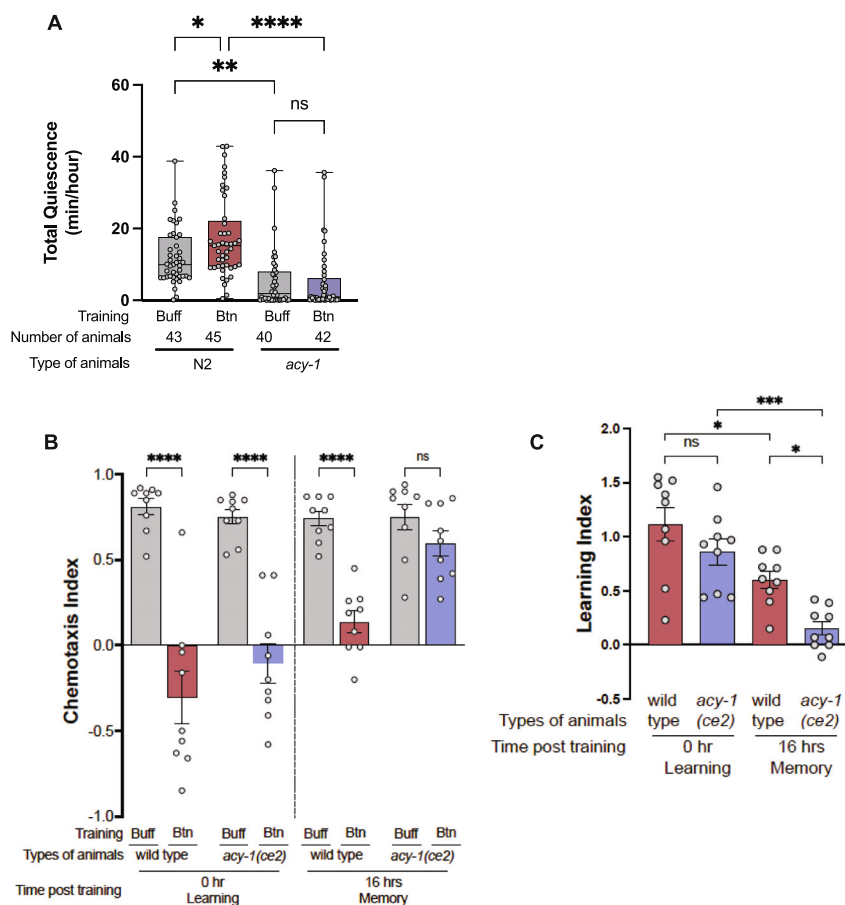 A
* ****
**
ns
60
40
20
0
Total Quiescence
(min/hour)
Training Buff Btn Buff Btn
Number of animals 43 45 40 42
Type of animals N2 acy-1
B
**** **** **** ns
1.0
0.5
0.0
-0.5
-1.0
Chemotaxis Index
Training Buff Btn Buff Btn Buff Btn Buff Btn
Types of animals wild type acy-1(ce2) wild type acy-1(ce2)
Time post training 0 hr 16 hrs
Learning Memory
C
***
*
ns *
2.0
1.5
1.0
0.5
0.0
-0.5
Learning Index
wild acy-1 wild acy-1
Types of animals type (ce2) type (ce2)
Time post training 0 hr 16 hrs
Learning Memory